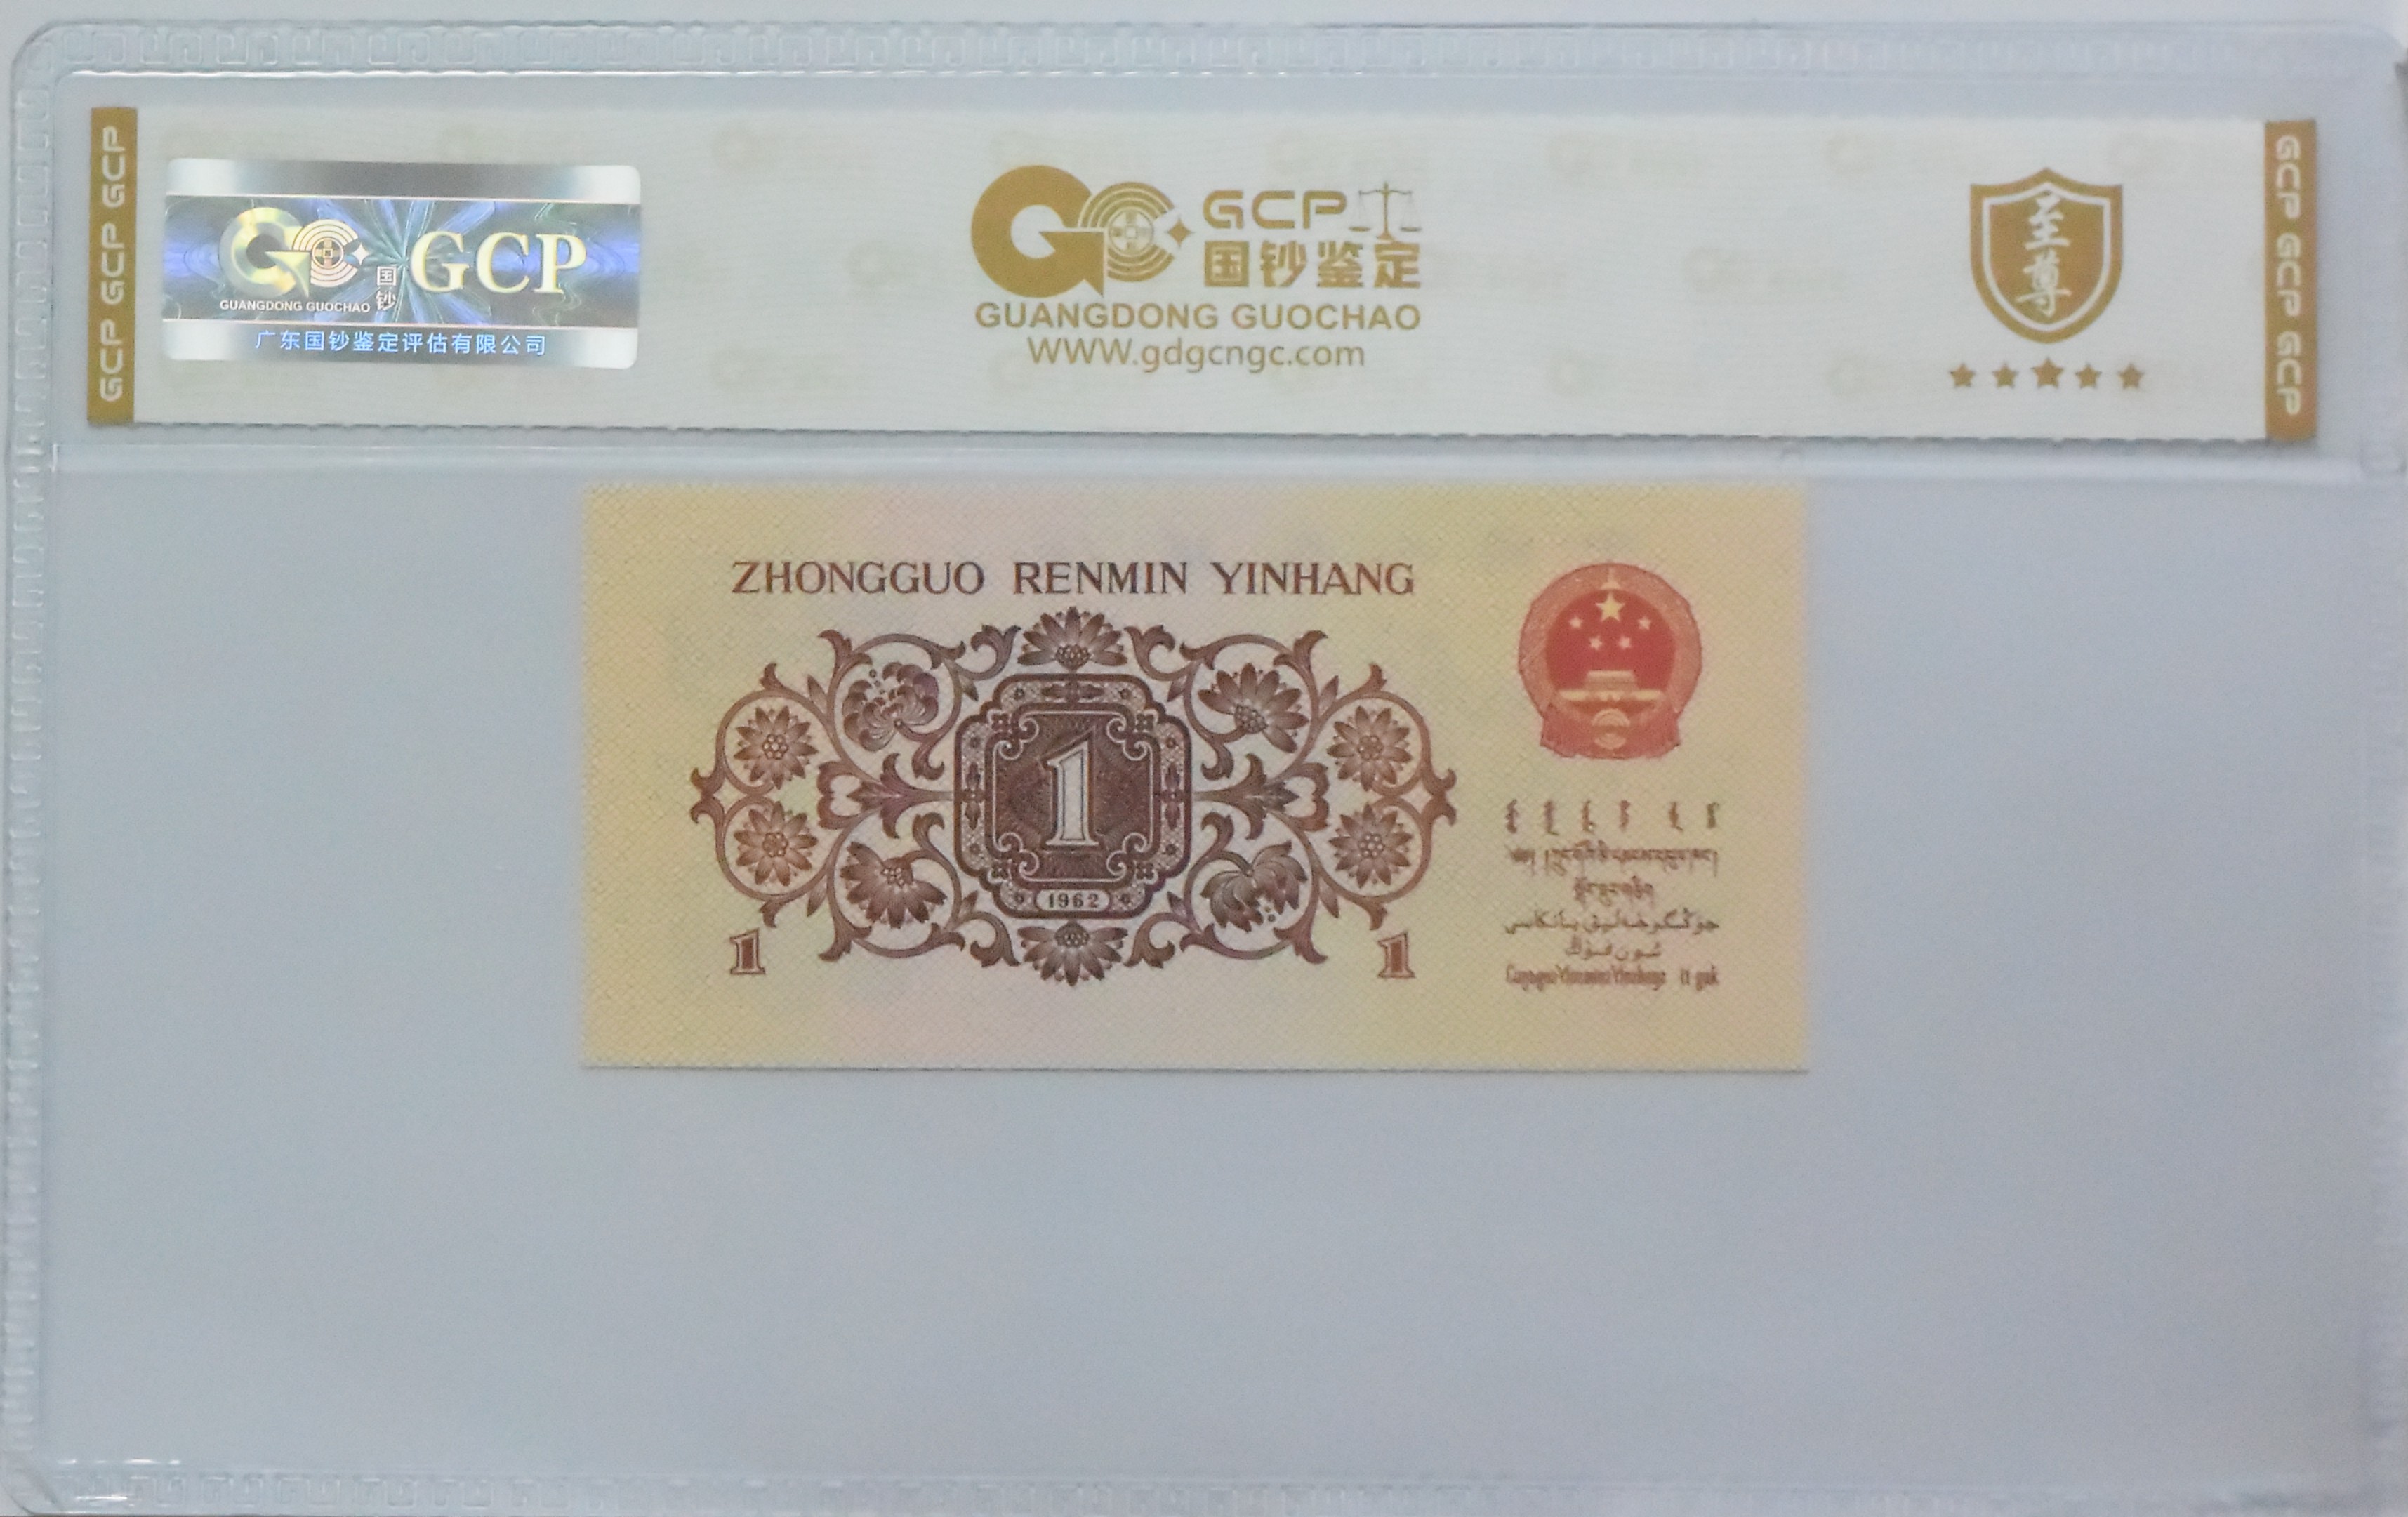 GCP GCP GCP
GUANGDONG GUOCHAO
国钞
GCP
广东国钞鉴定评估有限公司
GCP
国钞鉴定
GUANGDONG GUOCHAO
WWW.gdgcngc.com
至尊
GCP GCP GCP
ZHONGGUO RENMIN YINHANG
1
1962
1
1